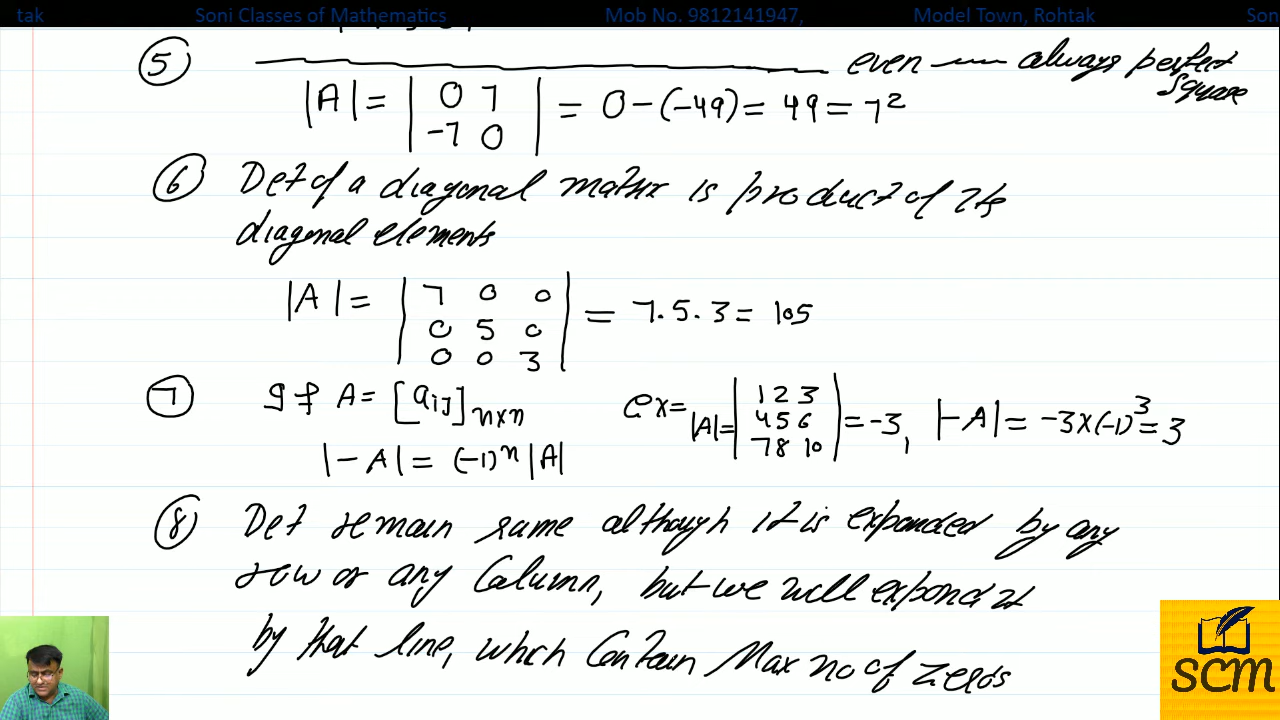 tak Soni Classes of Mathematics Mob No. 9812141947, Model Town, Rohtak Son
(5) ——— even —— always perfect square
|A| = | 0 7 | = 0 - (-49) = 49 = 7²
| -7 0 |
(6) Det of a diagonal matrix is product of its
diagonal elements
|A| = | 7 0 0 | = 7.5.3 = 105
| 0 5 0 |
| 0 0 3 |
(7) If A = [aij]n×n
|-A| = (-1)ⁿ |A|
ex = |A| = | 1 2 3 | = -3, |-A| = -3×(-1)³ = 3
| 4 5 6 |
| 7 8 10 |
(8) Det remain same although it is expanded by any
row or any Column, but we will expand it
by that line, which Contain Max no of zeros
SCM